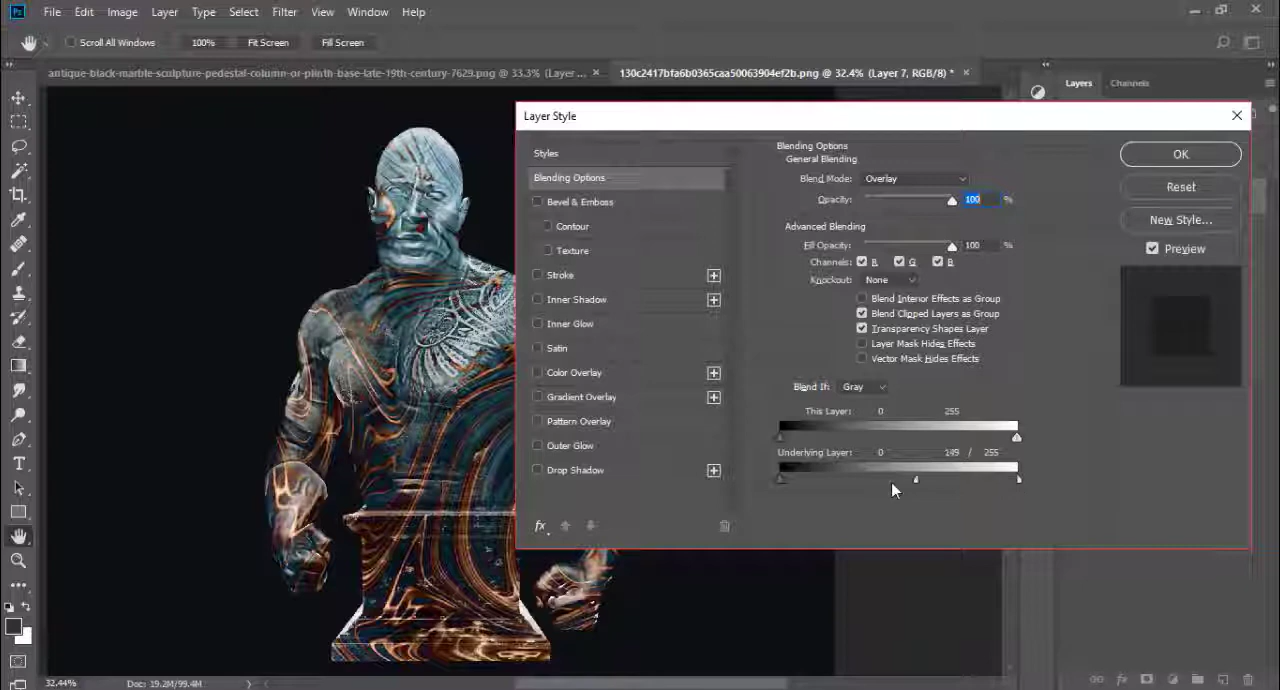 Ps File Edit Image Layer Type Select Filter View Window Help
Scroll All Windows 100% Fit Screen Fill Screen
antique-black-marble-sculpture-pedestal-column-or-plinth-base-late-19th-century-7629.png @ 33.3% (Layer ... × 130c2417bfa6b0365caa50063904ef2b.png @ 32.4% (Layer 7, RGB/8) * ×
Layers Channels
Layer Style
Styles
Blending Options
Bevel & Emboss
Contour
Texture
Stroke
Inner Shadow
Inner Glow
Satin
Color Overlay
Gradient Overlay
Pattern Overlay
Outer Glow
Drop Shadow
fx
Blending Options
General Blending
Blend Mode: Overlay
Opacity: 100 %
Advanced Blending
Fill Opacity: 100 %
Channels: R G B
Knockout: None
Blend Interior Effects as Group
Blend Clipped Layers as Group
Transparency Shapes Layer
Layer Mask Hides Effects
Vector Mask Hides Effects
Blend If: Gray
This Layer: 0 255
Underlying Layer: 0 149 / 255
OK
Reset
New Style...
Preview
T
32.44% Doc: 19.2M/99.4M
fx